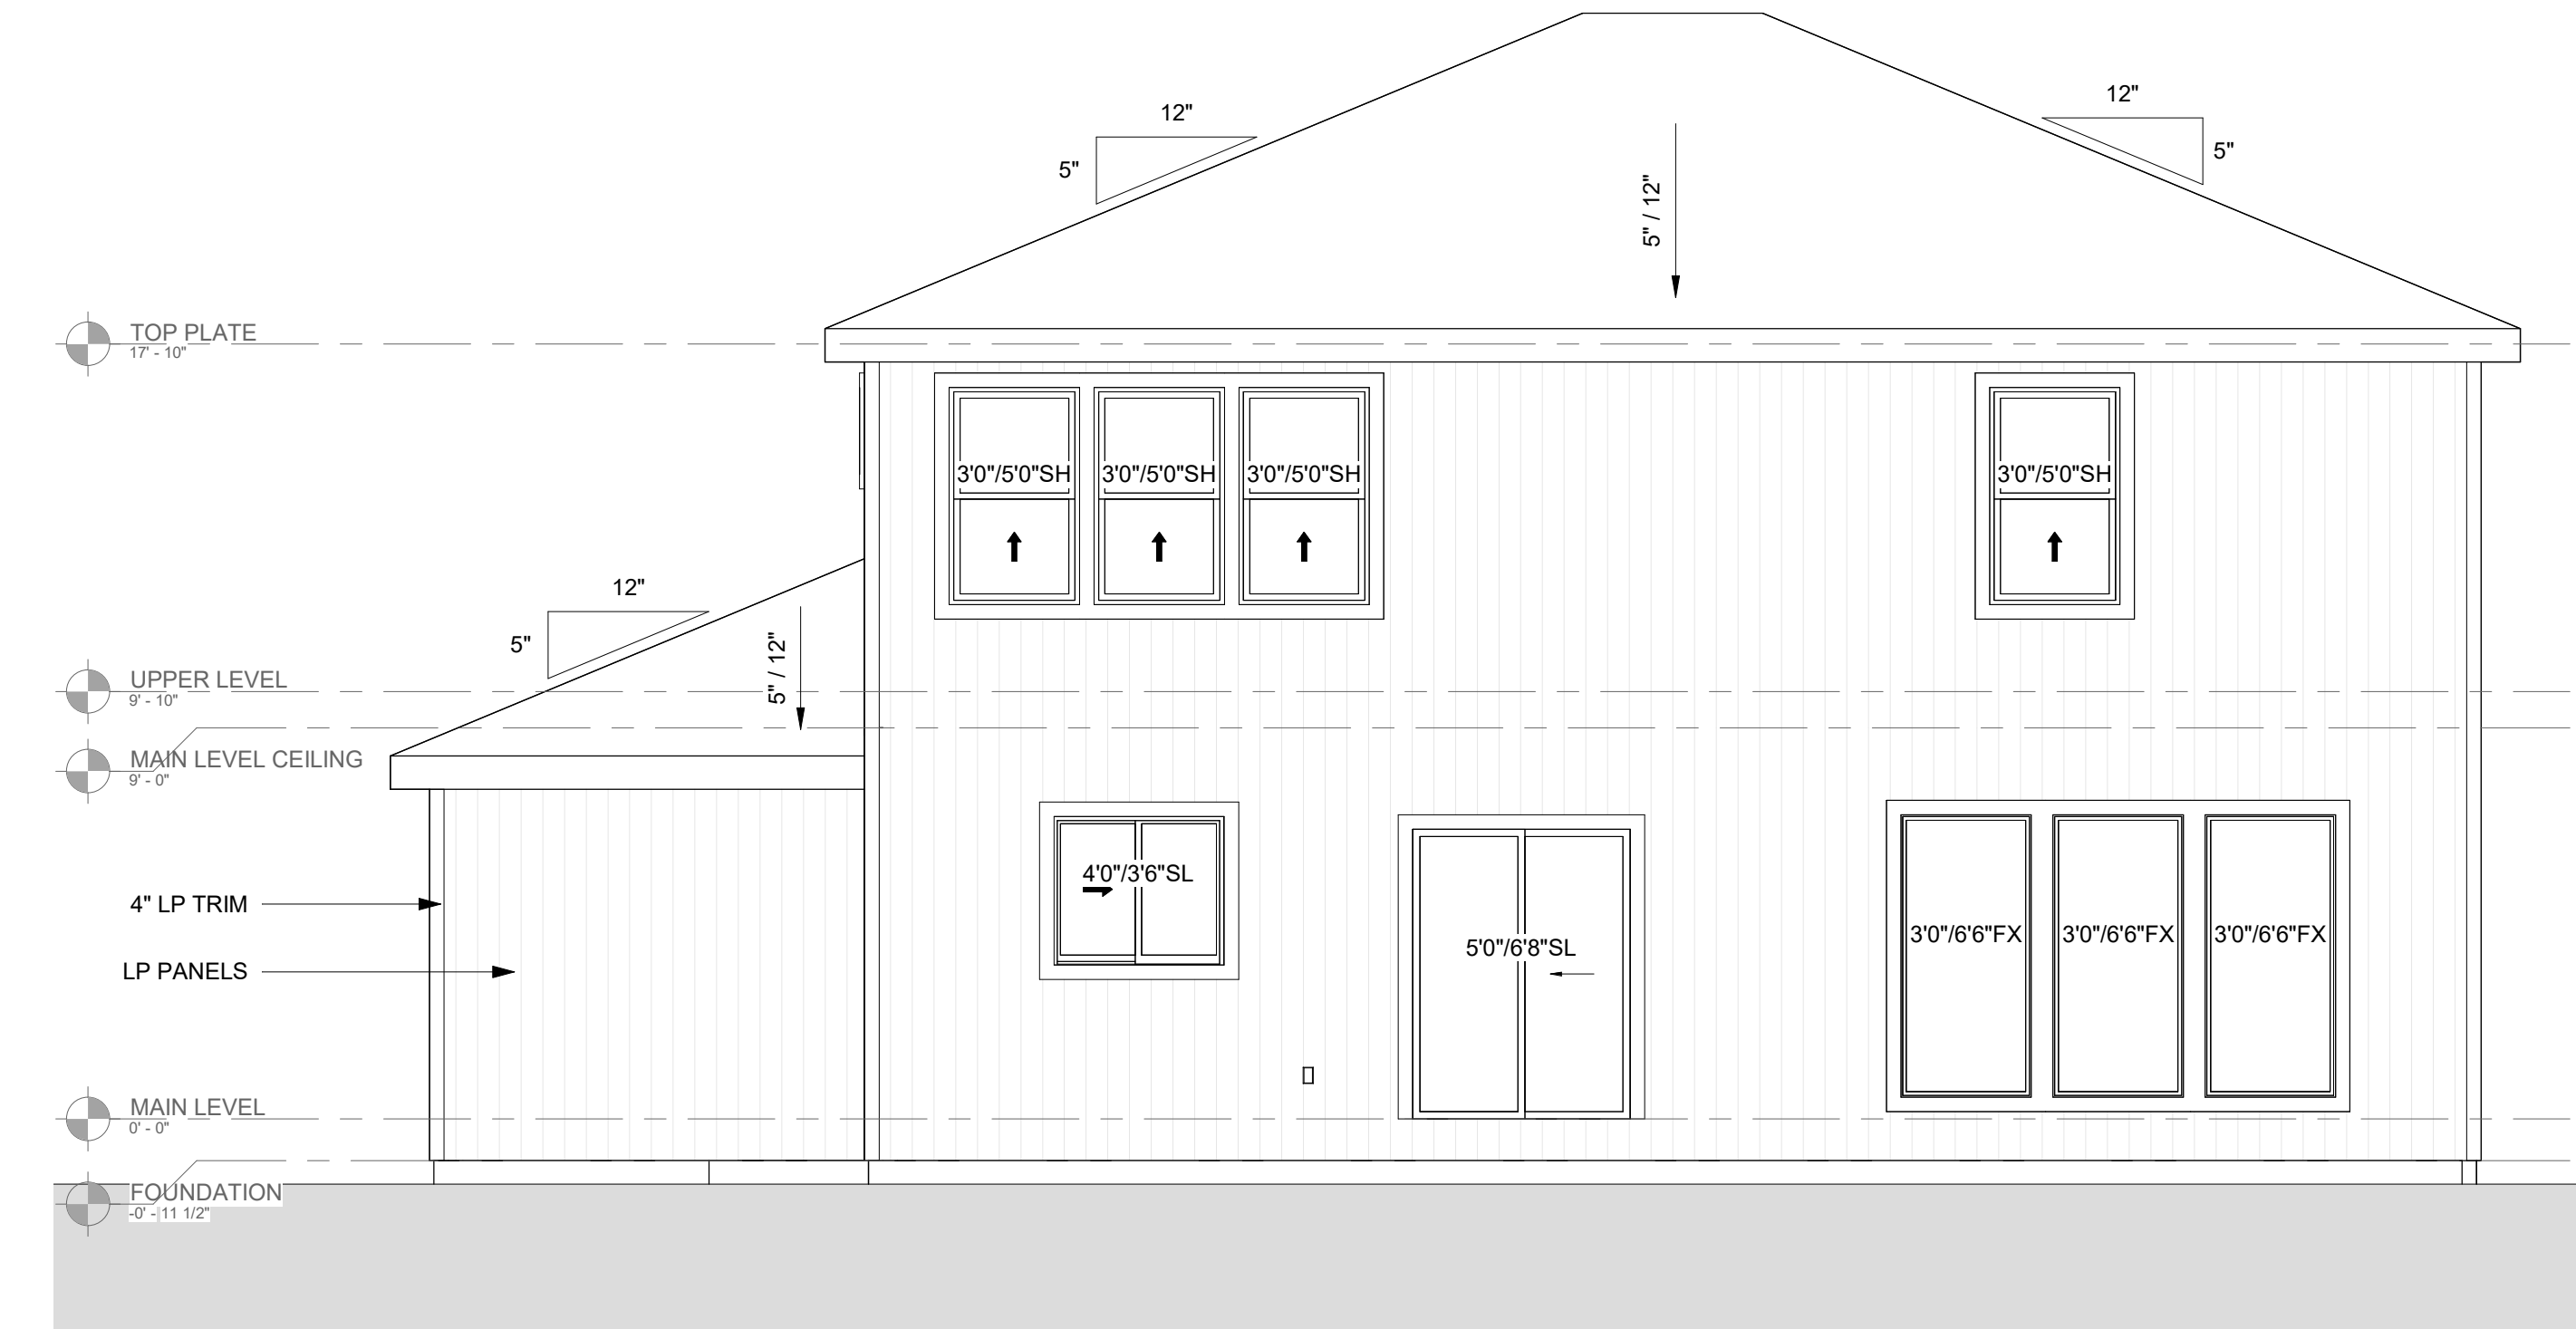 12"
5"
12"
5"
5" / 12"
TOP PLATE
17' - 10"
3'0"/5'0"SH
3'0"/5'0"SH
3'0"/5'0"SH
3'0"/5'0"SH
12"
5"
5" / 12"
UPPER LEVEL
9' - 10"
MAIN LEVEL CEILING
9' - 0"
4'0"/3'6"SL
4" LP TRIM
LP PANELS
5'0"/6'8"SL
3'0"/6'6"FX
3'0"/6'6"FX
3'0"/6'6"FX
MAIN LEVEL
0' - 0"
FOUNDATION
-0' - 11 1/2"